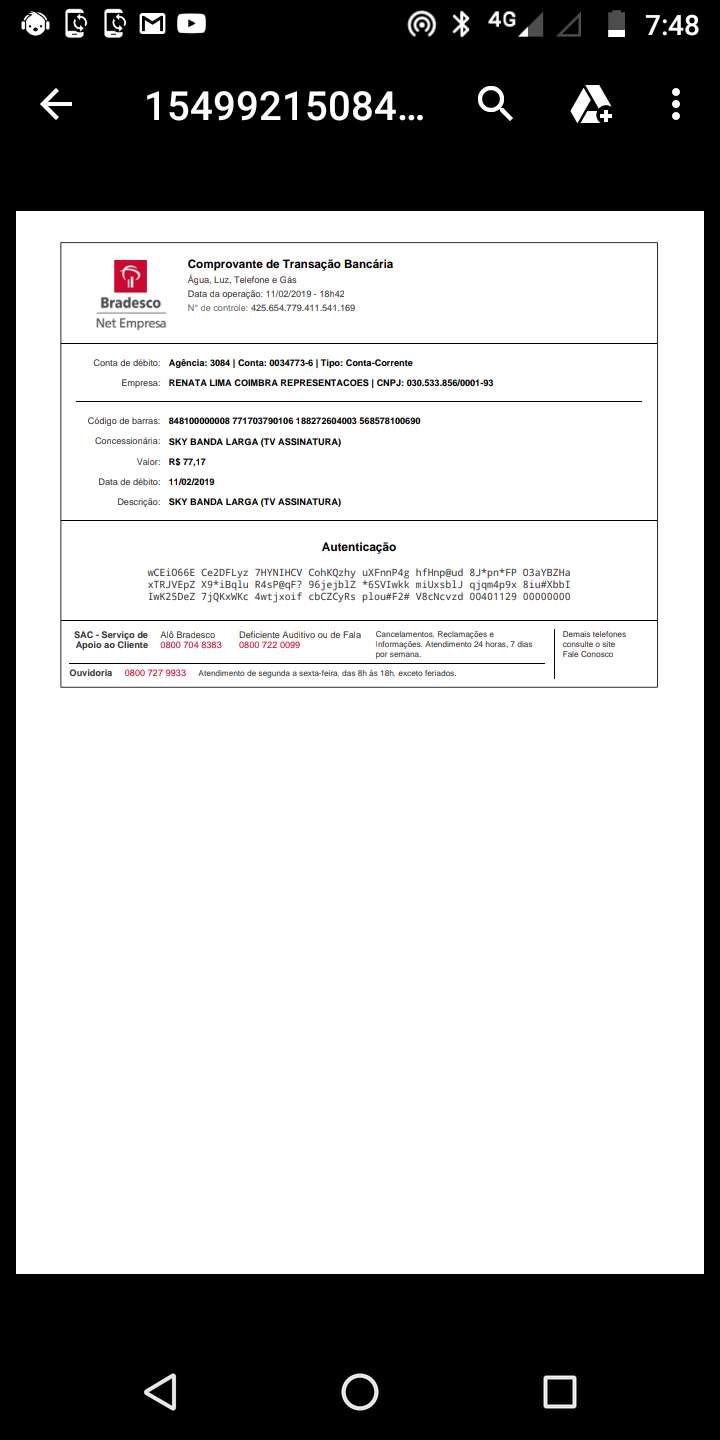 4G 7:48
15499215084...
Comprovante de Transação Bancária
Água, Luz, Telefone e Gás
Data da operação: 11/02/2019 - 18h42
N° de controle: 425.654.779.411.541.169
Bradesco
Net Empresa
Conta de débito: Agência: 3084 | Conta: 0034773-6 | Tipo: Conta-Corrente
Empresa: RENATA LIMA COIMBRA REPRESENTACOES | CNPJ: 030.533.856/0001-93
Código de barras: 848100000008 771703790106 188272604003 568578100690
Concessionária: SKY BANDA LARGA (TV ASSINATURA)
Valor: R$ 77,17
Data de débito: 11/02/2019
Descrição: SKY BANDA LARGA (TV ASSINATURA)
Autenticação
wCEiO66E Ce2DFLyz 7HYNIHCV CohKQzhy uXFnnP4g hfHnp@ud 8J*pn*FP O3aYBZHa
xTRJVEpZ X9*iBqlu R4sP@qF? 96jejblZ *6SVIwkk miUxsblJ qjqm4p9x 8iu#XbbI
IwK25DeZ 7jQKxWKc 4wtjxoif cbCZCyRs plou#F2# V8cNcvzd 00401129 00000000
SAC - Serviço de Apoio ao Cliente
Alô Bradesco
0800 704 8383
Deficiente Auditivo ou de Fala
0800 722 0099
Cancelamentos, Reclamações e
Informações. Atendimento 24 horas, 7 dias
por semana.
Demais telefones
consulte o site
Fale Conosco
Ouvidoria 0800 727 9933 Atendimento de segunda a sexta-feira, das 8h às 18h, exceto feriados.